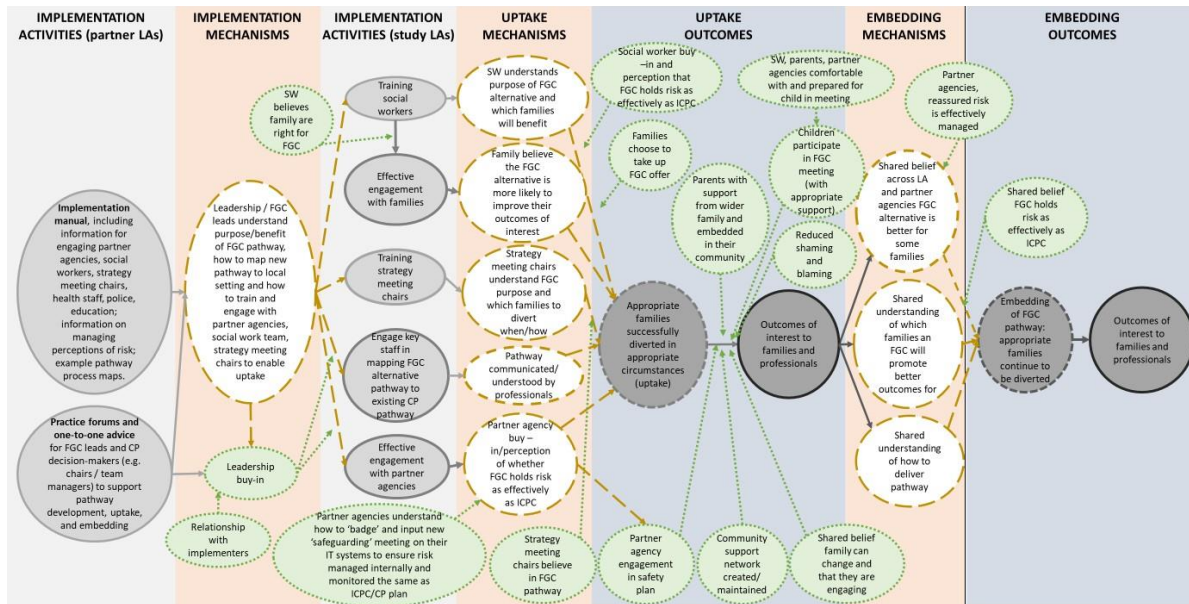 IMPLEMENTATION
ACTIVITIES (partner LAs)
IMPLEMENTATION
MECHANISMS
IMPLEMENTATION
ACTIVITIES (study LAs)
UPTAKE
MECHANISMS
UPTAKE
OUTCOMES
EMBEDDING
MECHANISMS
EMBEDDING
OUTCOMES
Implementation
manual, including
information for
engaging partner
agencies, social
workers, strategy
meeting chairs,
health staff, police,
education;
information on
managing
perceptions of risk;
example pathway
process maps.
Practice forums and
one-to-one advice
for FGC leads and CP
decision-makers (e.g.
chairs / team
managers) to support
pathway
development, uptake,
and embedding
SW
believes
family are
right for
FGC
Leadership / FGC
leads understand
purpose/benefit
of FGC pathway,
how to map new
pathway to local
setting and how
to train and
engage with
partner agencies,
social work team,
strategy meeting
chairs to enable
uptake
Leadership
buy-in
Relationship
with
implementers
Training
social
workers
Effective
engagement
with families
Training
strategy
meeting
chairs
Engage key
staff in
mapping FGC
alternative
pathway to
existing CP
pathway
Effective
engagement
with partner
agencies
Partner agencies understand
how to ‘badge’ and input new
‘safeguarding’ meeting on their
IT systems to ensure risk
managed internally and
monitored the same as
ICPC/CP plan
SW understands
purpose of FGC
alternative and
which families
will benefit
Family believe
the FGC
alternative is
more likely to
improve their
outcomes of
interest
Strategy
meeting chairs
understand FGC
purpose and
which families to
divert
when/how
Pathway
communicated/
understood by
professionals
Partner agency
buy –
in/perception
of whether
FGC holds risk
as effectively
as ICPC
Strategy
meeting
chairs believe
in FGC
pathway
Social worker buy
–in and
perception that
FGC holds risk as
effectively as ICPC
Families
choose to
take up
FGC offer
Appropriate
families
successfully
diverted in
appropriate
circumstances
(uptake)
Partner
agency
engagement
in safety
plan
SW, parents, partner
agencies comfortable
with and prepared for
child in meeting
Children
participate in
FGC
meeting
(with
appropriate
support)
Parents with
support
from wider
family and
embedded in
their
community
Reduced
shaming
and
blaming
Outcomes of
interest to
families and
professionals
Community
support
network
created/
maintained
Shared belief
family can
change and
that they are
engaging
Partner
agencies,
reassured risk
is effectively
managed
Shared belief
across LA
and partner
agencies FGC
alternative is
better for
some
families
Shared
understanding
of which
families an
FGC will
promote
better
outcomes for
Shared
understanding
of how to
deliver
pathway
Shared belief
FGC holds
risk as
effectively as
ICPC
Embedding
of FGC
pathway:
appropriate
families
continue to
be diverted
Outcomes of
interest to
families and
professionals